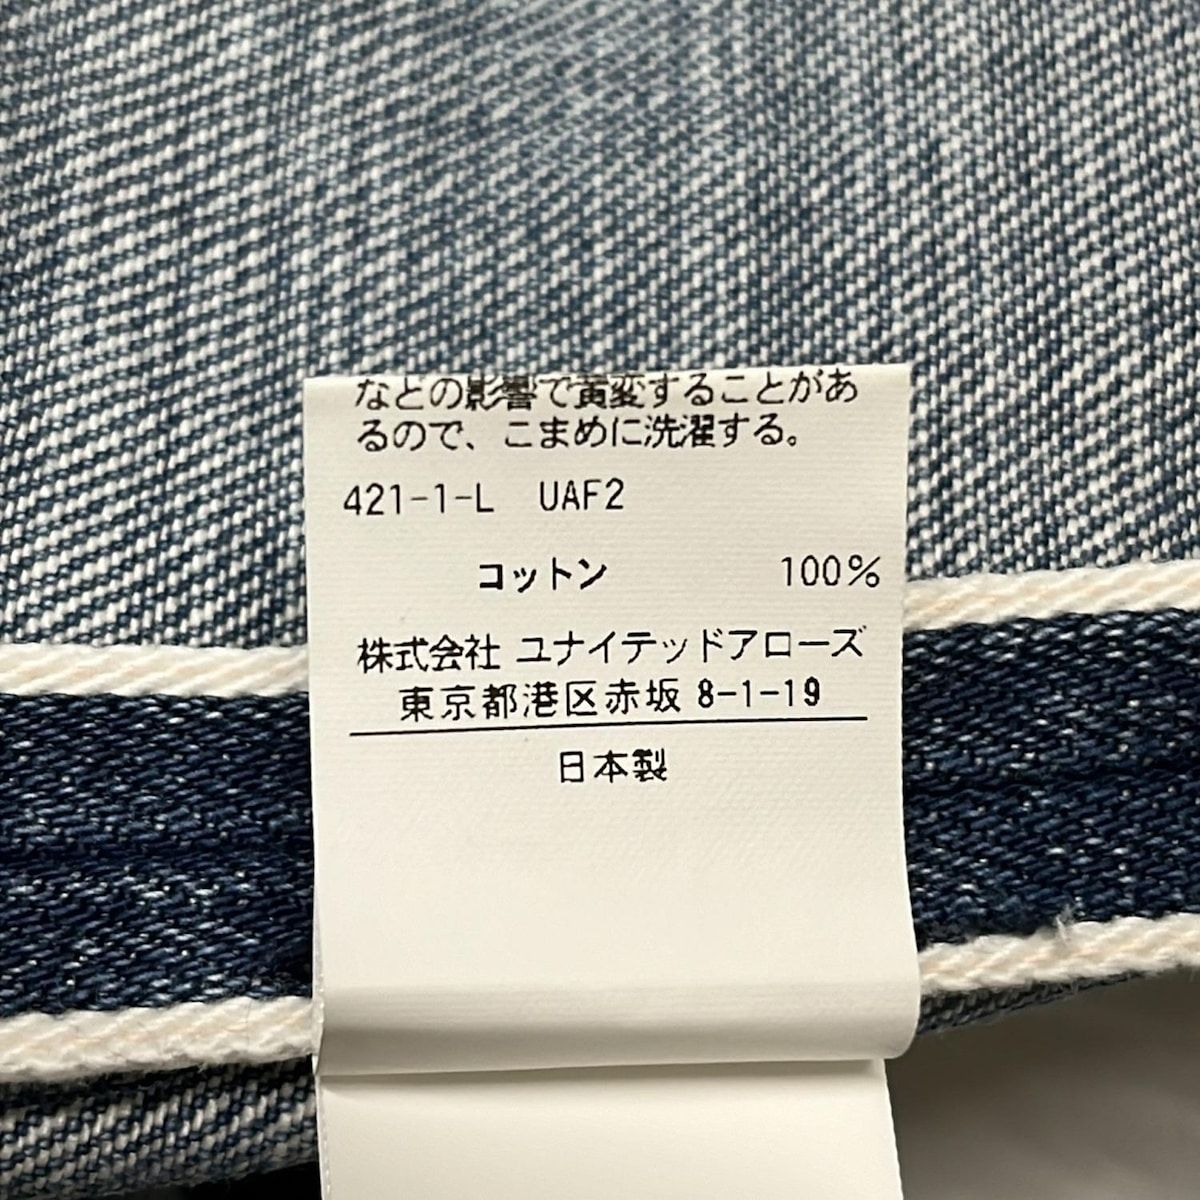 などの影響で黄変することがあ
るので、こまめに洗濯する。
421-1-L UAF2
コットン 100%
株式会社 ユナイテッドアローズ
東京都港区赤坂 8-1-19
日本製